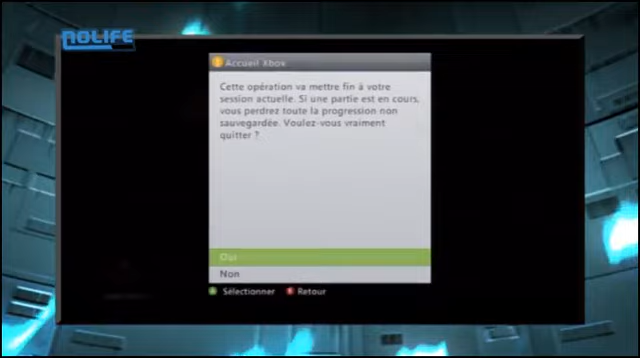 NOLIFE
Accueil Xbox
Cette opération va mettre fin à votre
session actuelle. Si une partie est en cours,
vous perdrez toute la progression non
sauvegardée. Voulez-vous vraiment
quitter ?
Oui
Non
A Sélectionner B Retour